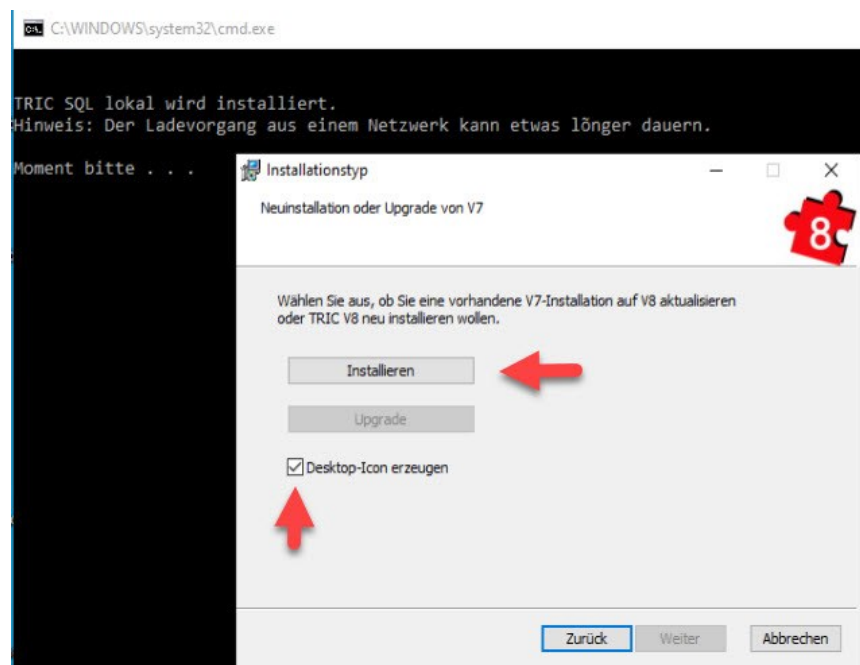 C:\WINDOWS\system32\cmd.exe
TRIC SQL lokal wird installiert.
Hinweis: Der Ladevorgang aus einem Netzwerk kann etwas lõnger dauern.
Moment bitte . . .
Installationstyp
Neuinstallation oder Upgrade von V7
8
Wählen Sie aus, ob Sie eine vorhandene V7-Installation auf V8 aktualisieren
oder TRIC V8 neu installieren wollen.
Installieren
Upgrade
Desktop-Icon erzeugen
Zurück
Weiter
Abbrechen